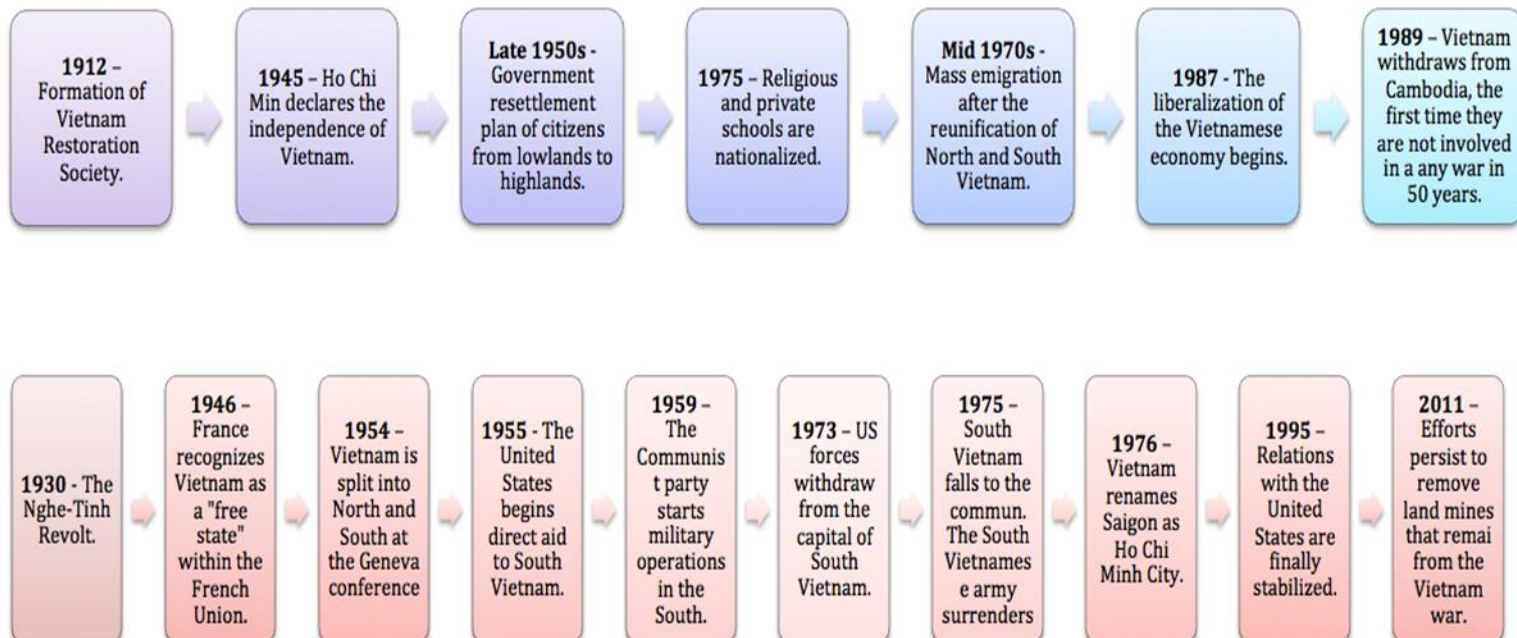 1912 –
Formation of
Vietnam
Restoration
Society.
1945 – Ho Chi
Min declares the
independence of
Vietnam.
Late 1950s -
Government
resettlement
plan of citizens
from lowlands to
highlands.
1975 – Religious
and private
schools are
nationalized.
Mid 1970s -
Mass emigration
after the
reunification of
North and South
Vietnam.
1987 - The
liberalization of
the Vietnamese
economy begins.
1989 – Vietnam
withdraws from
Cambodia, the
first time they
are not involved
in a any war in
50 years.
1930 - The
Nghe-Tinh
Revolt.
1946 –
France
recognizes
Vietnam as
a "free
state"
within the
French
Union.
1954 –
Vietnam is
split into
North and
South at
the Geneva
conference
1955 - The
United
States
begins
direct aid
to South
Vietnam.
1959 –
The
Communis
t party
starts
military
operations
in the
South.
1973 – US
forces
withdraw
from the
capital of
South
Vietnam.
1975 –
South
Vietnam
falls to the
commun.
The South
Vietnames
e army
surrenders
1976 –
Vietnam
renames
Saigon as
Ho Chi
Minh City.
1995 –
Relations
with the
United
States are
finally
stabilized.
2011 –
Efforts
persist to
remove
land mines
that remai
from the
Vietnam
war.